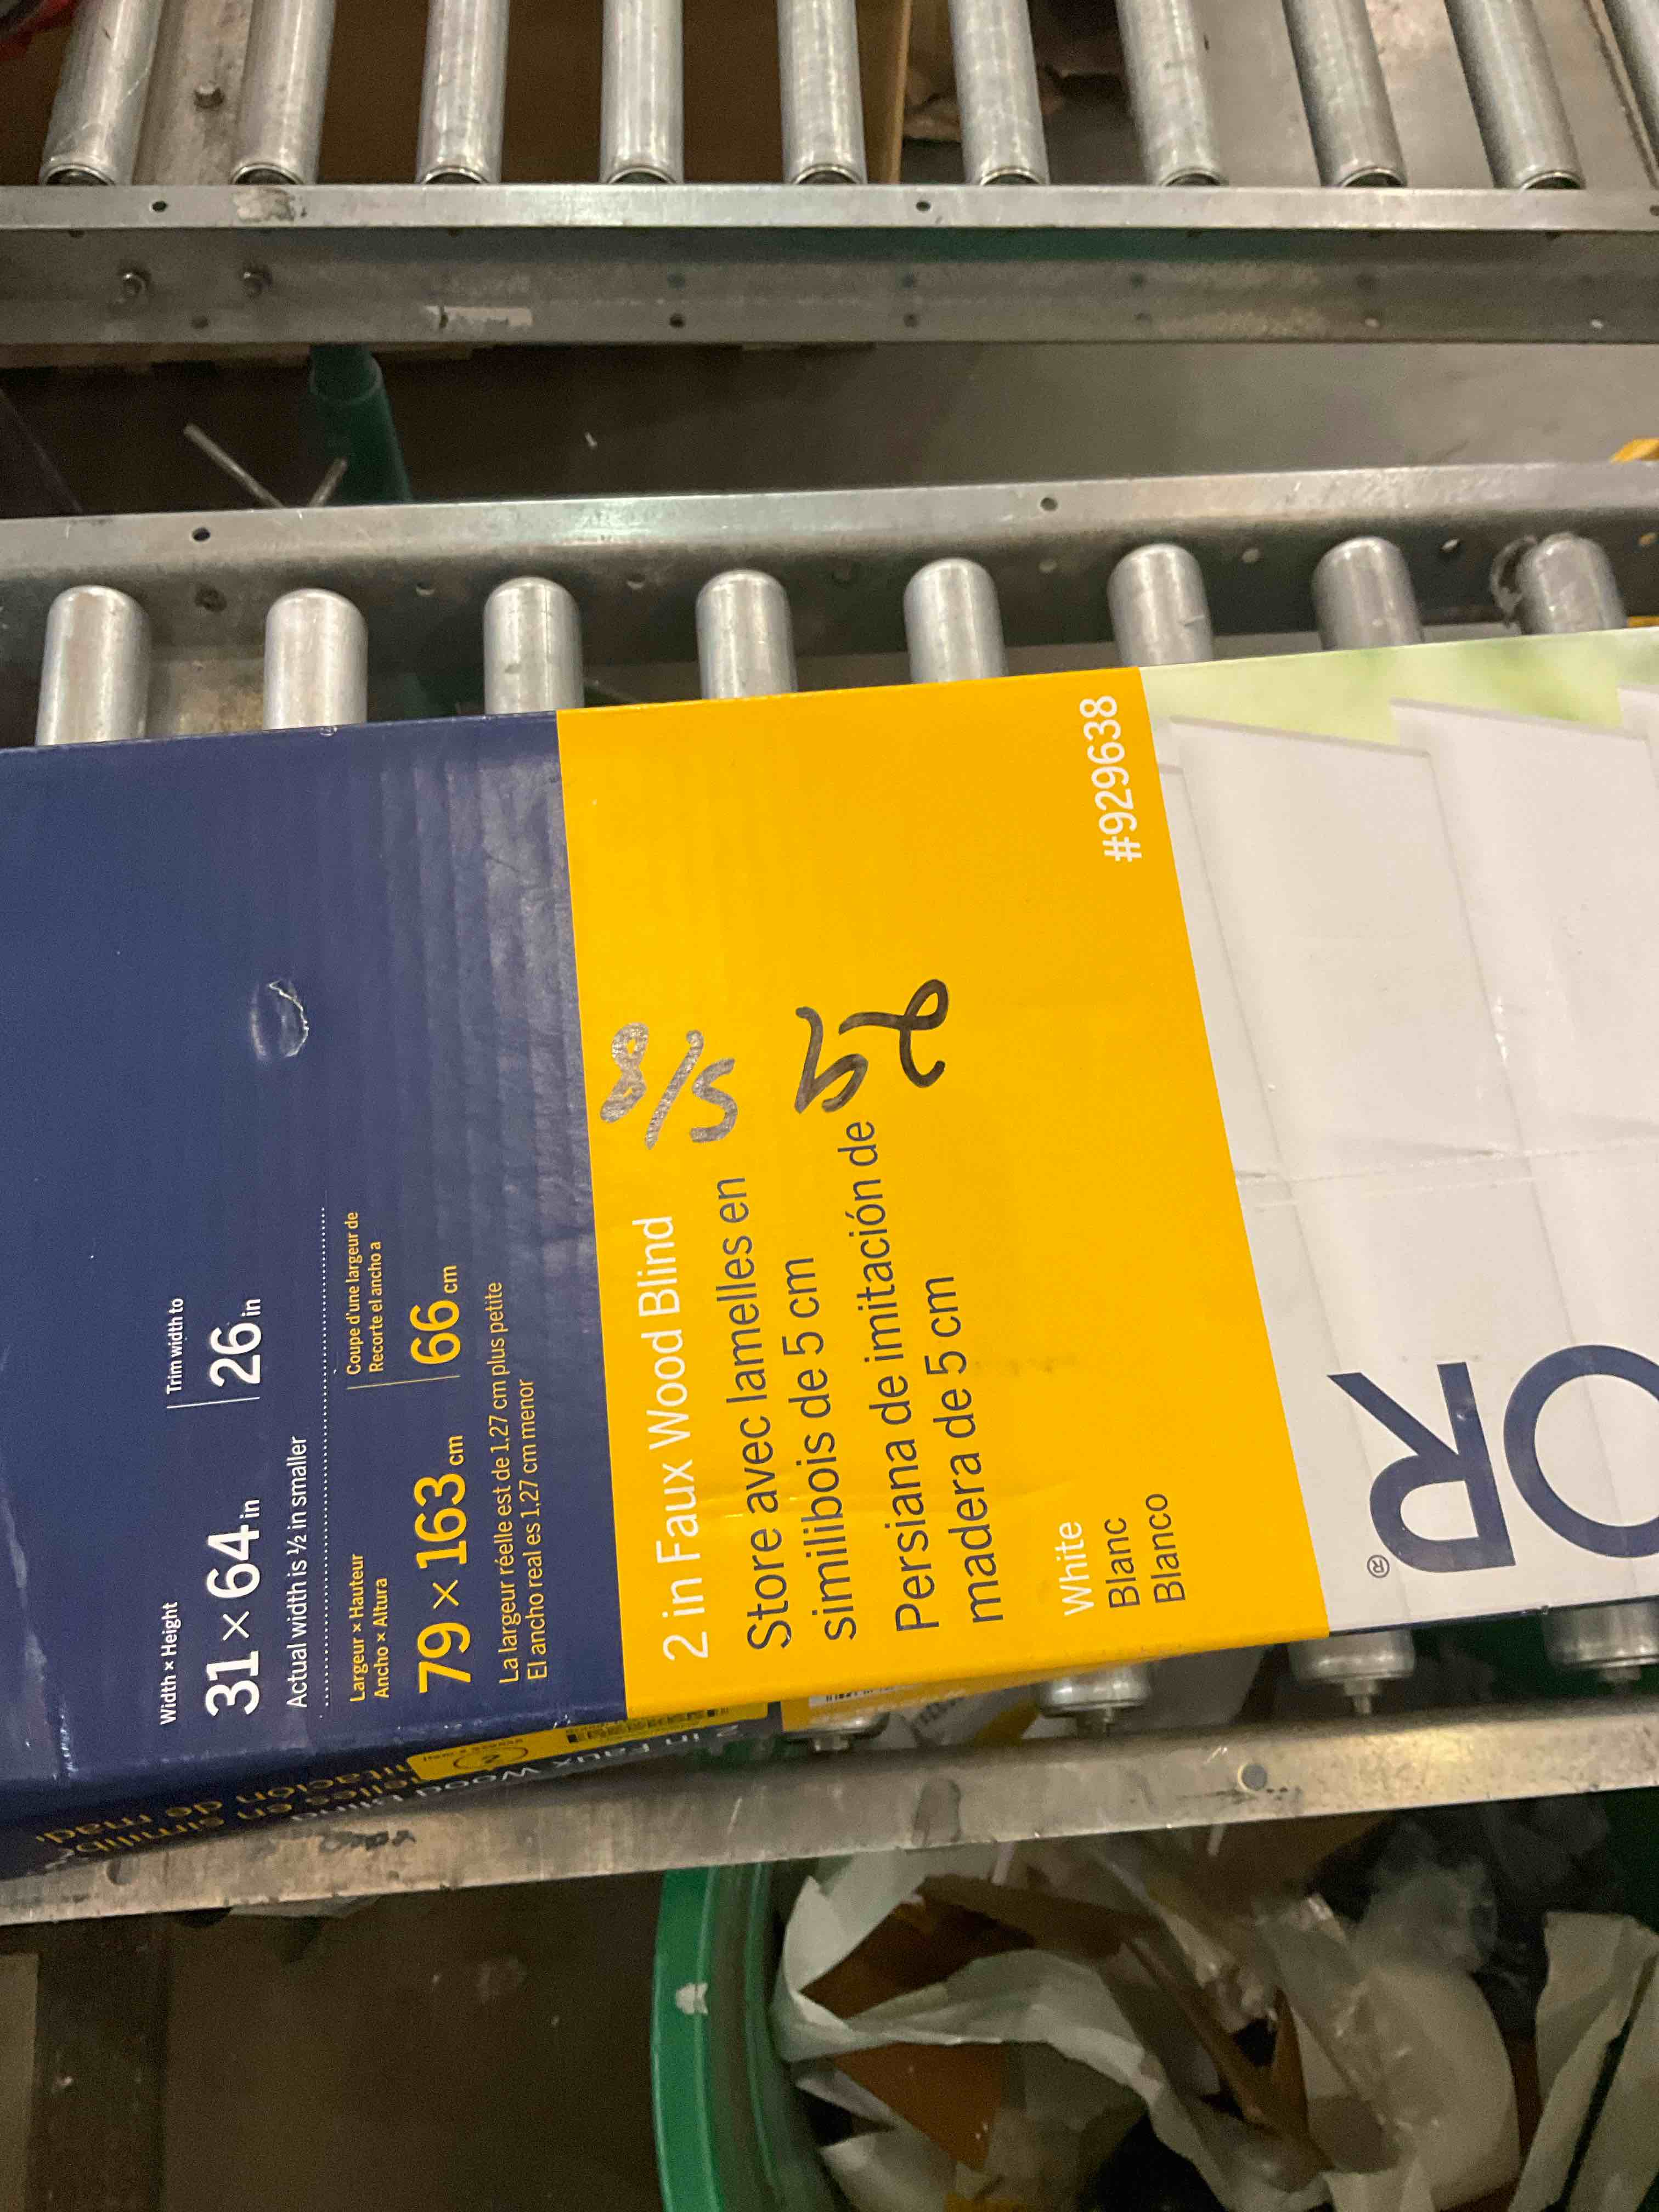 Width × Height
Trim width to
31 × 64 in
26 in
Actual width is ½ in smaller
Largeur × Hauteur
Ancho × Altura
Coupe d'une largeur de
Recorte el ancho a
79 × 163 cm
66 cm
La largeur réelle est de 1,27 cm plus petite
El ancho real es 1,27 cm menor
2 in Faux Wood Blind
Store avec lamelles en
similibois de 5 cm
Persiana de imitación de
madera de 5 cm
White
Blanc
Blanco
#929638
OR
®